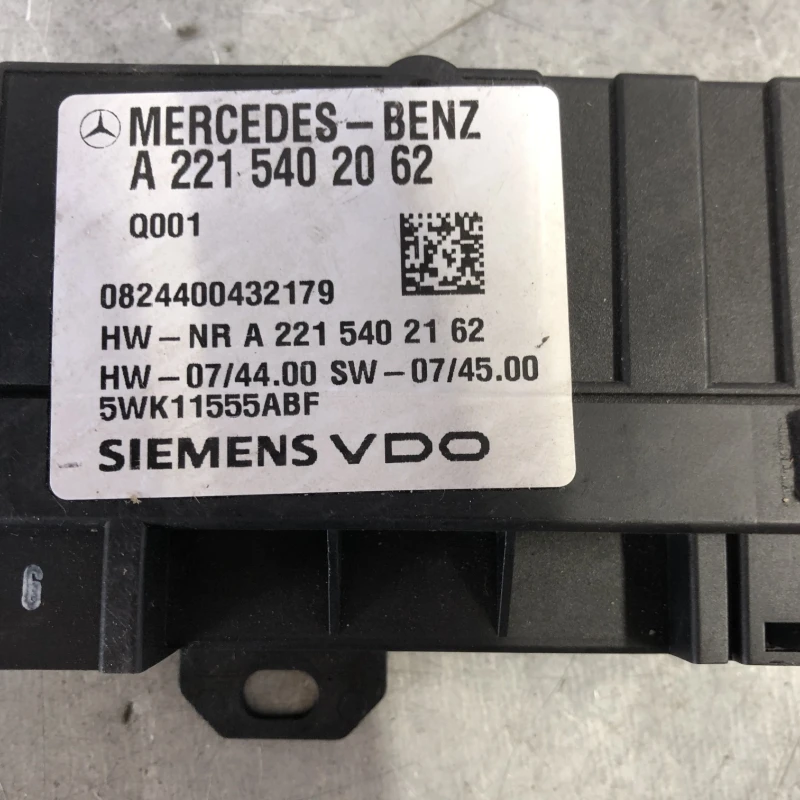 MERCEDES-BENZ
A 221 540 20 62
Q001
0824400432179
HW-NR A 221 540 21 62
HW-07/44.00 SW-07/45.00
5WK11555ABF
SIEMENS VDO
6